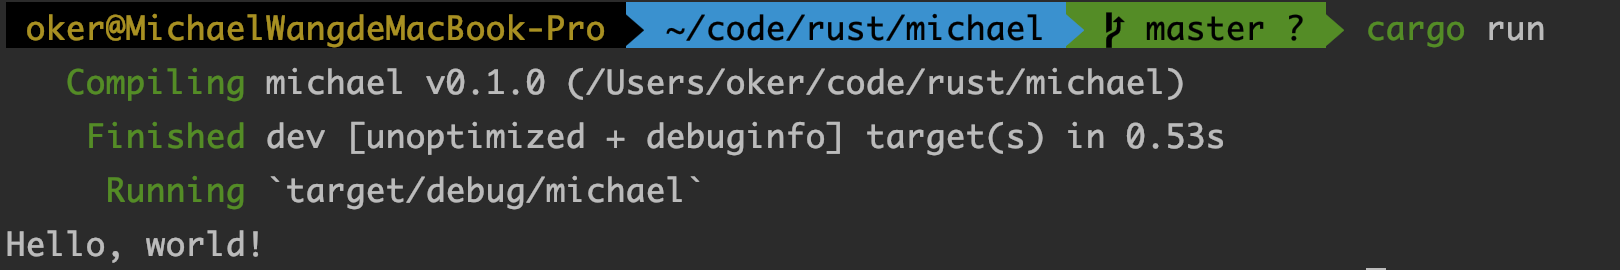 oker@MichaelWangdeMacBook-Pro ~/code/rust/michael master ? cargo run
Compiling michael v0.1.0 (/Users/oker/code/rust/michael)
Finished dev [unoptimized + debuginfo] target(s) in 0.53s
Running `target/debug/michael`
Hello, world!